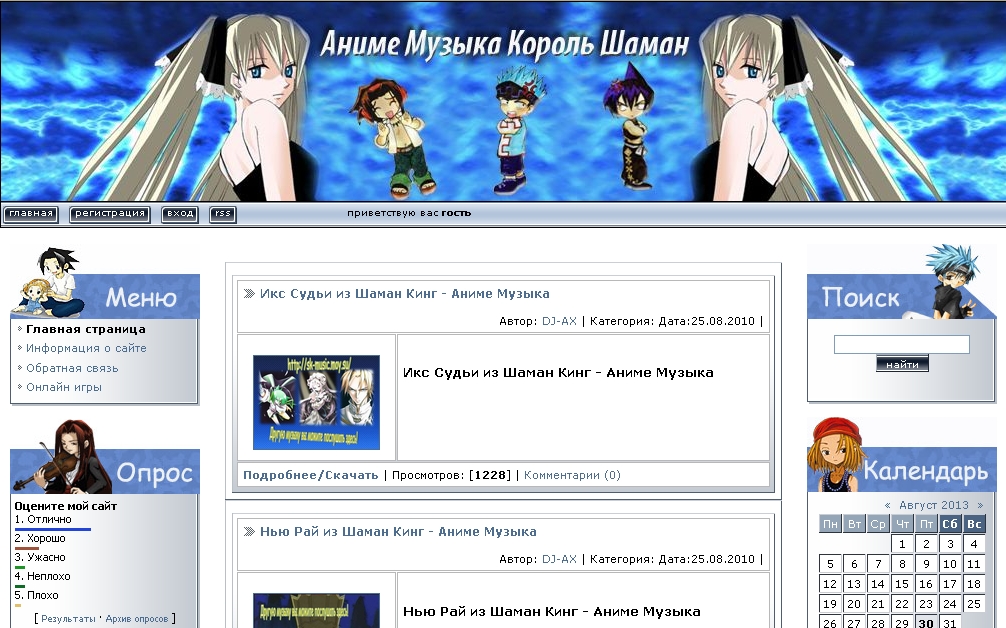 Аниме Музыка Король Шаман
главная регистрация вход rss приветствую вас гость
Меню
Главная страница
Информация о сайте
Обратная связь
Онлайн игры
Опрос
Оцените мой сайт
1. Отлично
2. Хорошо
3. Ужасно
4. Неплохо
5. Плохо
[ Результаты · Архив опросов ]
Икс Судьи из Шаман Кинг - Аниме Музыка
Автор: DJ-AX | Категория: Дата:25.08.2010 |
http://sk-music.moy.su/
Другую музыку вы можите послушать здесь!
Икс Судьи из Шаман Кинг - Аниме Музыка
Подробнее/Скачать | Просмотров: [1228] | Комментарии (0)
Нью Рай из Шаман Кинг - Аниме Музыка
Автор: DJ-AX | Категория: Дата:25.08.2010 |
Другую музыку вы можите послушать здесь!
Нью Рай из Шаман Кинг - Аниме Музыка
Поиск
найти
Календарь
« Август 2013 »
Пн Вт Ср Чт Пт Сб Вс
1 2 3 4
5 6 7 8 9 10 11
12 13 14 15 16 17 18
19 20 21 22 23 24 25
26 27 28 29 30 31